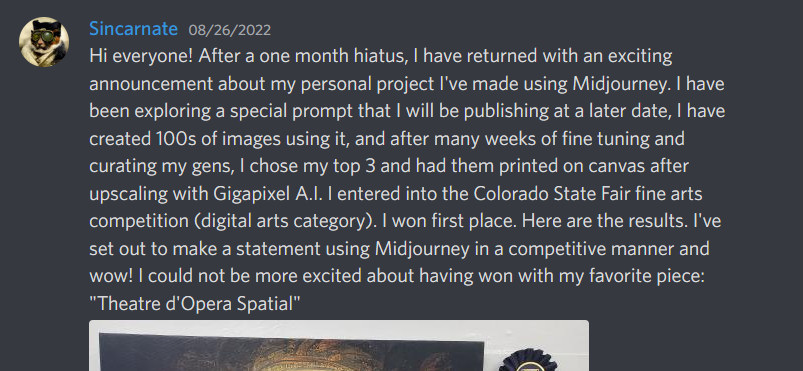 Sincarnate 08/26/2022
Hi everyone! After a one month hiatus, I have returned with an exciting
announcement about my personal project I've made using Midjourney. I have
been exploring a special prompt that I will be publishing at a later date, I have
created 100s of images using it, and after many weeks of fine tuning and
curating my gens, I chose my top 3 and had them printed on canvas after
upscaling with Gigapixel A.I. I entered into the Colorado State Fair fine arts
competition (digital arts category). I won first place. Here are the results. I've
set out to make a statement using Midjourney in a competitive manner and
wow! I could not be more excited about having won with my favorite piece:
"Theatre d'Opera Spatial"